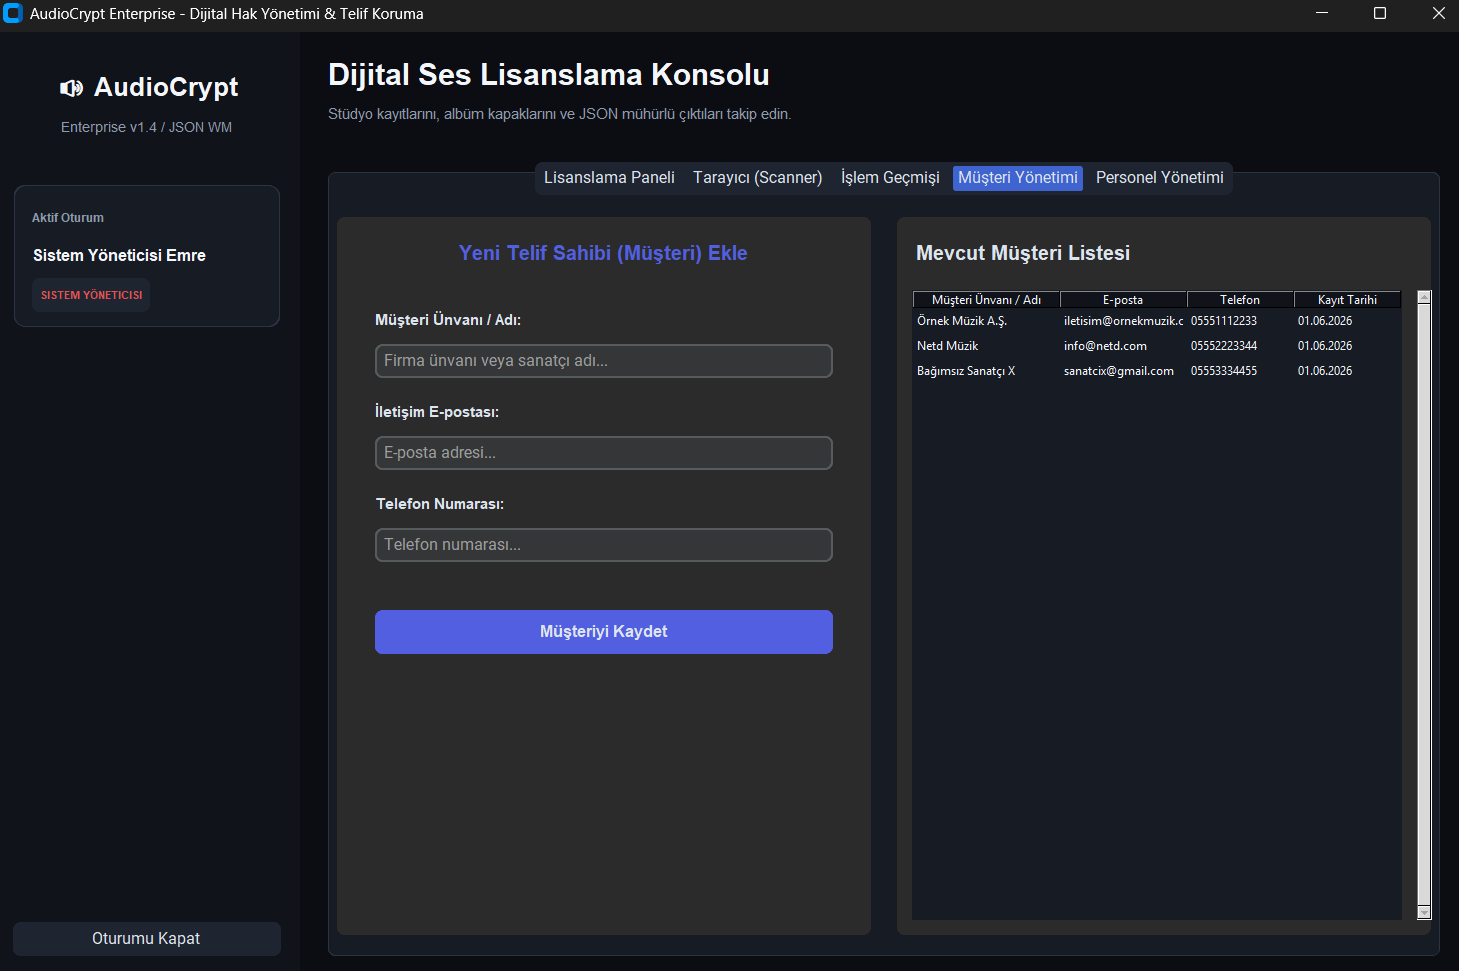 AudioCrypt Enterprise - Dijital Hak Yönetimi & Telif Koruma
AudioCrypt
Enterprise v1.4 / JSON WM
Aktif Oturum
Sistem Yöneticisi Emre
SISTEM YÖNETICISI
Oturumu Kapat
Dijital Ses Lisanslama Konsolu
Stüdyo kayıtlarını, albüm kapaklarını ve JSON mühürlü çıktıları takip edin.
Lisanslama Paneli Tarayıcı (Scanner) İşlem Geçmişi Müşteri Yönetimi Personel Yönetimi
Yeni Telif Sahibi (Müşteri) Ekle
Müşteri Ünvanı / Adı:
Firma ünvanı veya sanatçı adı...
İletişim E-postası:
E-posta adresi...
Telefon Numarası:
Telefon numarası...
Müşteriyi Kaydet
Mevcut Müşteri Listesi
Müşteri Ünvanı / Adı E-posta Telefon Kayıt Tarihi
Örnek Müzik A.Ş. iletisim@ornekmuzik.c 05551112233 01.06.2026
Netd Müzik info@netd.com 05552223344 01.06.2026
Bağımsız Sanatçı X sanatcix@gmail.com 05553334455 01.06.2026